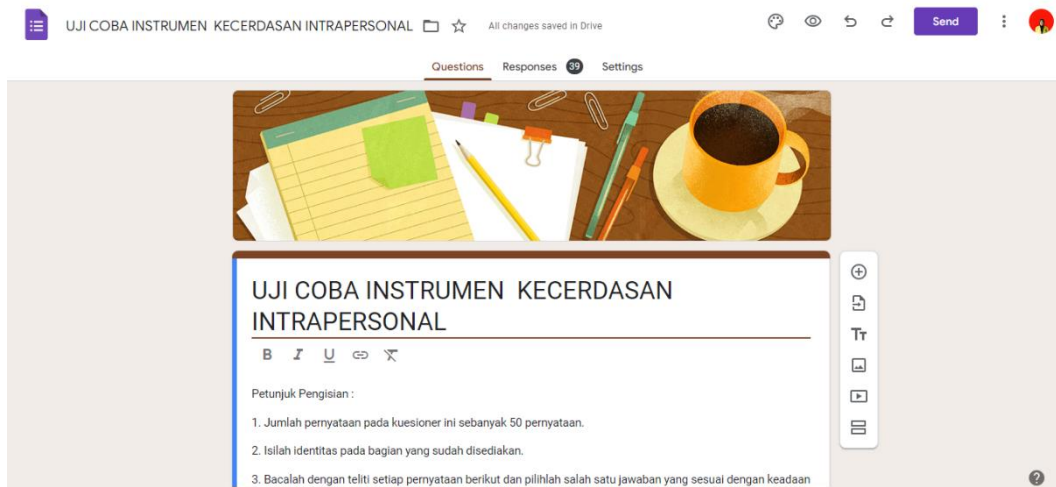 UJI COBA INSTRUMEN  KECERDASAN INTRAPERSONAL
All changes saved in Drive
Send
Questions
Responses 39
Settings
UJI COBA INSTRUMEN  KECERDASAN
INTRAPERSONAL
B I U
Tт
Petunjuk Pengisian :
1. Jumlah pernyataan pada kuesioner ini sebanyak 50 pernyataan.
2. Isilah identitas pada bagian yang sudah disediakan.
3. Bacalah dengan teliti setiap pernyataan berikut dan pilihlah salah satu jawaban yang sesuai dengan keadaan